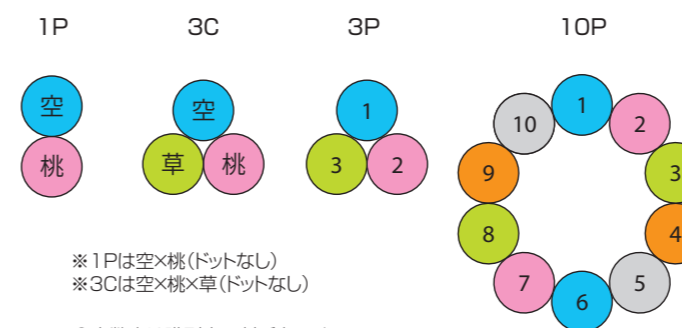 1P 3C 3P 10P
空 空 1 1
桃 草 桃 3 2 2
10 3
9 4
8 5
7 6
※1Pは空×桃(ドットなし)
※3Cは空×桃×草(ドットなし)